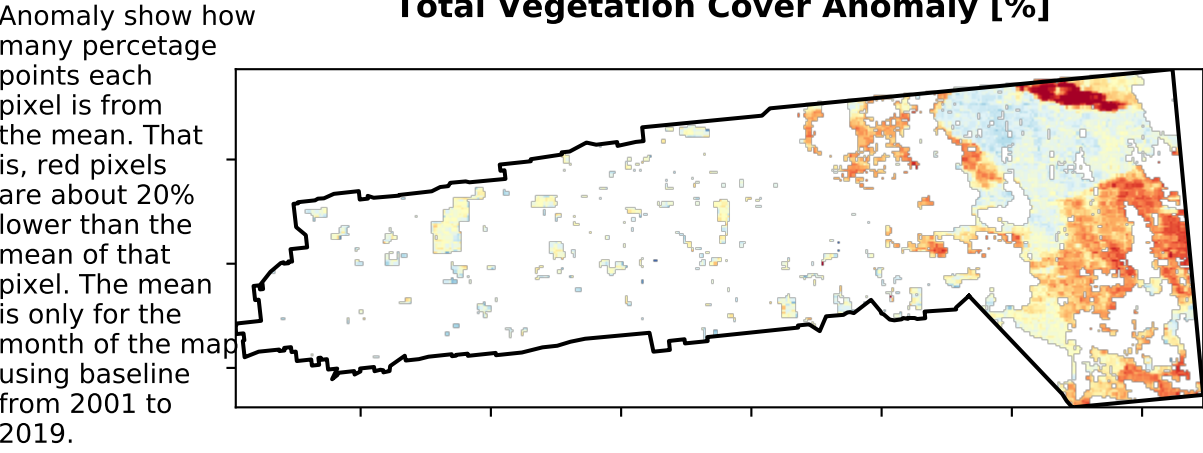 Total Vegetation Cover Anomaly [%]
Anomaly show how
many percetage
points each
pixel is from
the mean. That
is, red pixels
are about 20%
lower than the
mean of that
pixel. The mean
is only for the
month of the map
using baseline
from 2001 to
2019.